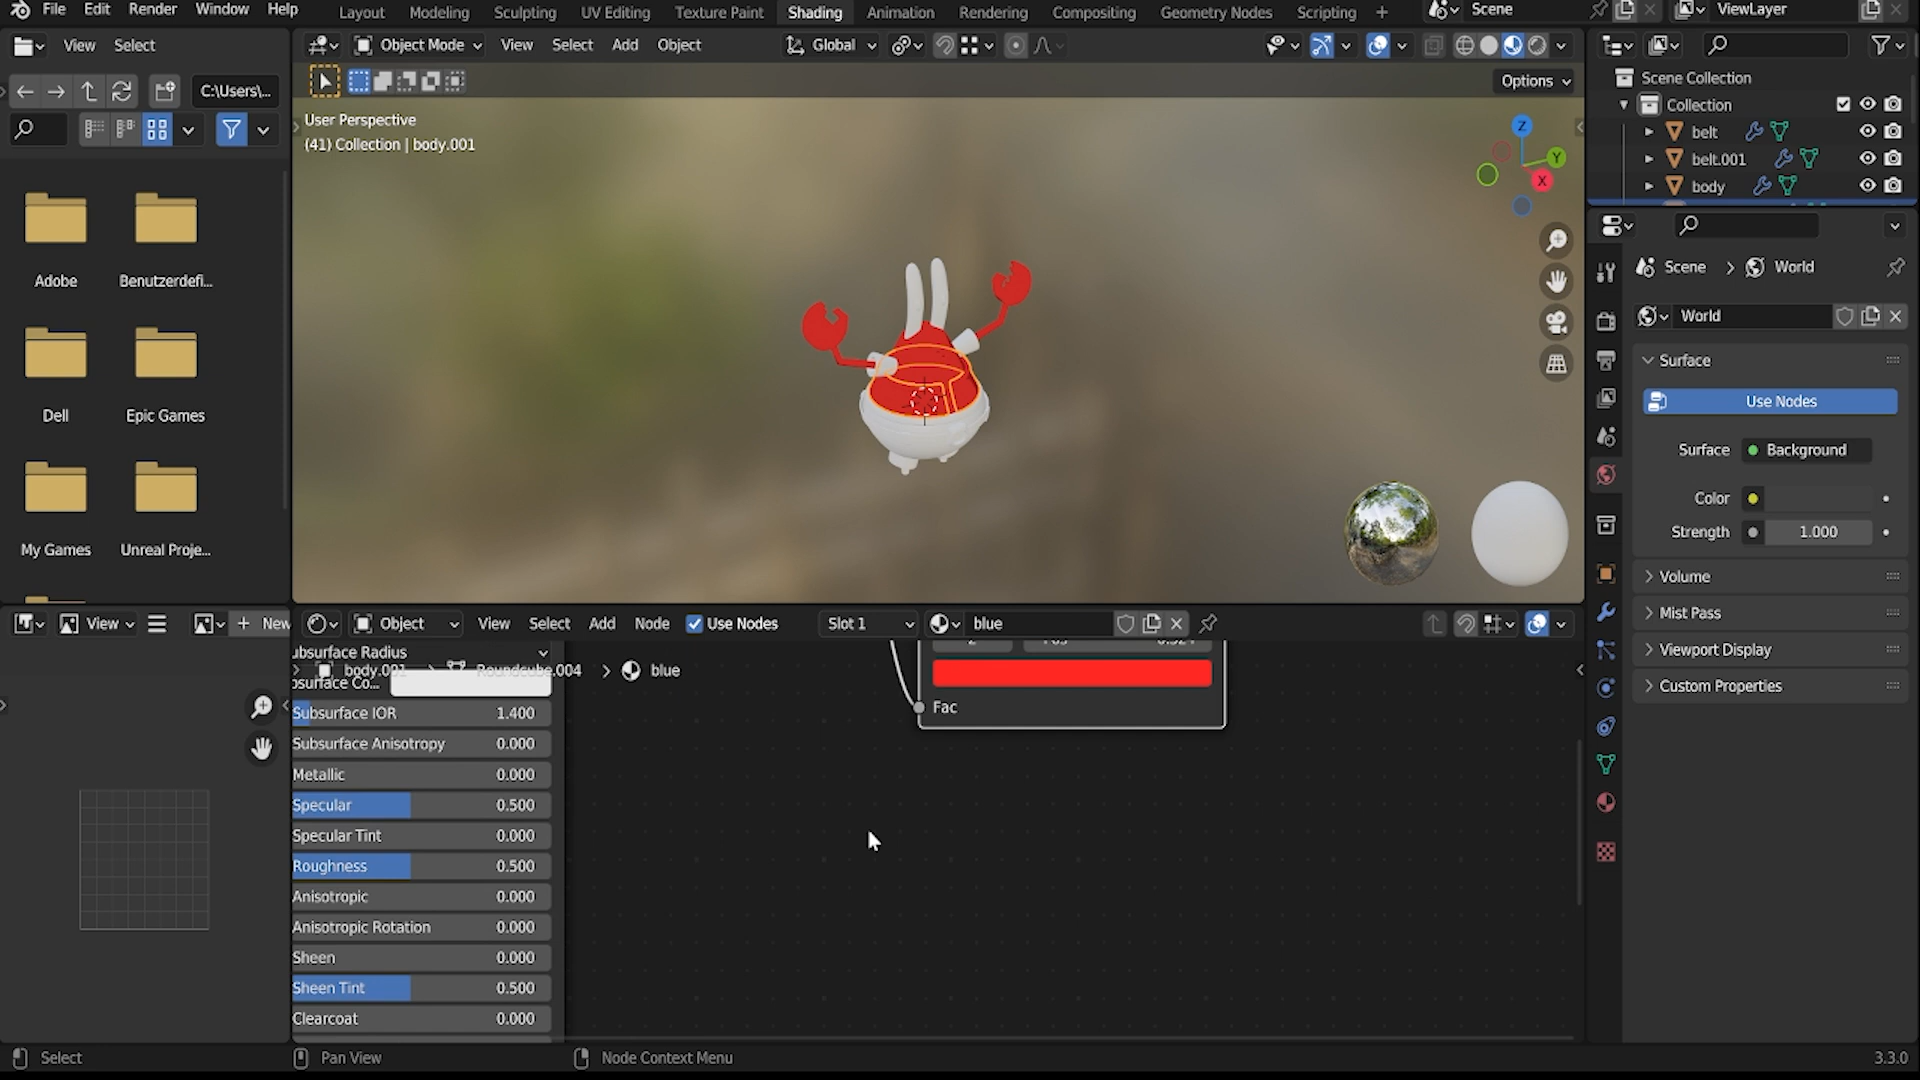 File Edit Render Window Help Layout Modeling Sculpting UV Editing Texture Paint Shading Animation Rendering Compositing Geometry Nodes Scripting + Scene ViewLayer
View Select
Object Mode View Select Add Object Global
C:\Users\...
Options
User Perspective
(41) Collection | body.001
Z
Y
X
Adobe
Benutzerdefi...
Dell
Epic Games
My Games
Unreal Proje...
Scene Collection
Collection
belt
belt.001
body
Scene > World
World
Surface
Use Nodes
Surface Background
Color
Strength 1.000
Volume
Mist Pass
Viewport Display
Custom Properties
View + New
Object View Select Add Node Use Nodes Slot 1 blue
ubsurface Radius
body.001 > Roundcube.004 > blue
bsurface Co...
Subsurface IOR 1.400
Subsurface Anisotropy 0.000
Metallic 0.000
Specular 0.500
Specular Tint 0.000
Roughness 0.500
Anisotropic 0.000
Anisotropic Rotation 0.000
Sheen 0.000
Sheen Tint 0.500
Clearcoat 0.000
Fac
Select Pan View Node Context Menu 3.3.0